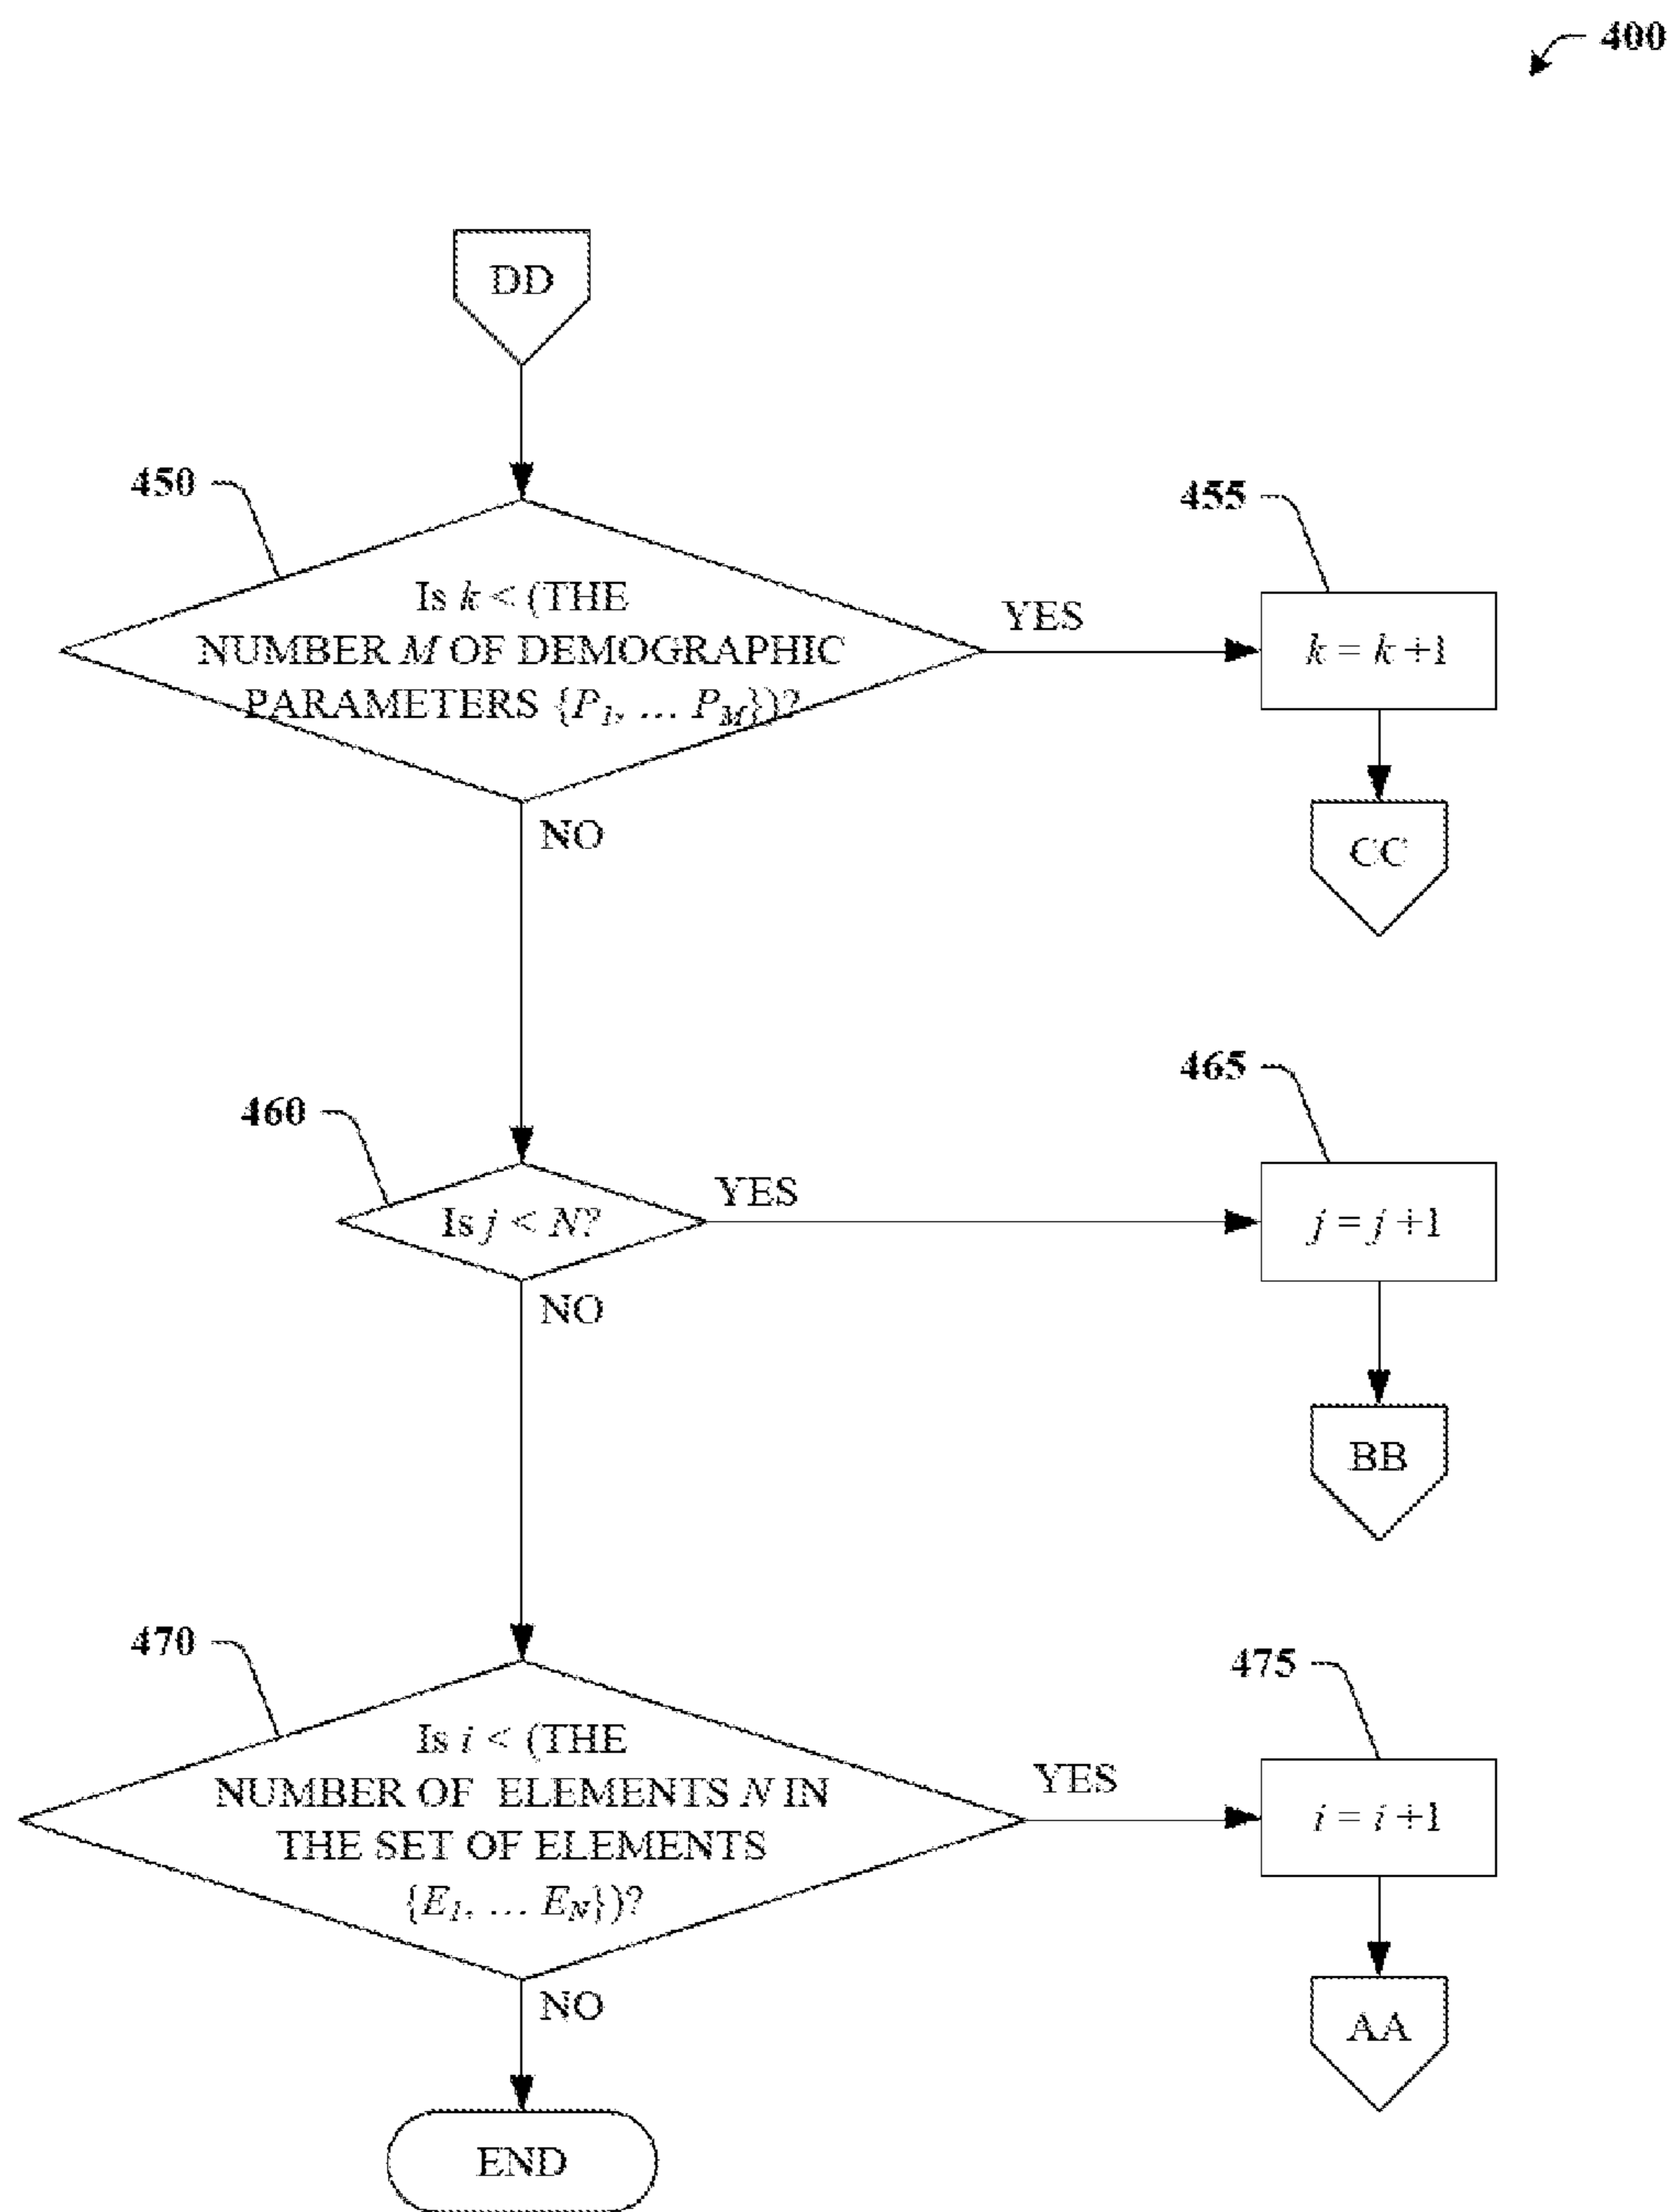 400
DD
450
Is k < (THE
NUMBER M OF DEMOGRAPHIC
PARAMETERS {P1, … PM})?
YES
455
k = k +1
CC
NO
460
Is j < N?
YES
465
j = j +1
BB
NO
470
Is i < (THE
NUMBER OF ELEMENTS N IN
THE SET OF ELEMENTS
{E1, … EN})?
YES
475
i = i +1
AA
NO
END